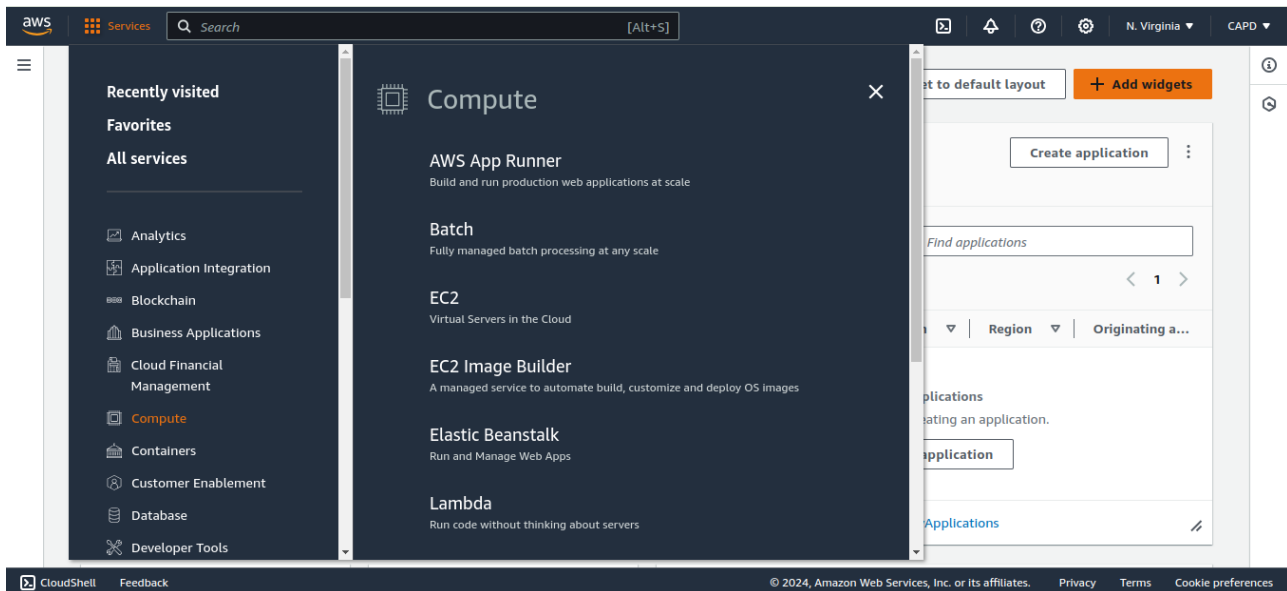 aws
Services
Search [Alt+S]
N. Virginia
CAPD
Recently visited
Favorites
All services
Analytics
Application Integration
Blockchain
Business Applications
Cloud Financial
Management
Compute
Containers
Customer Enablement
Database
Developer Tools
Compute
AWS App Runner
Build and run production web applications at scale
Batch
Fully managed batch processing at any scale
EC2
Virtual Servers in the Cloud
EC2 Image Builder
A managed service to automate build, customize and deploy OS images
Elastic Beanstalk
Run and Manage Web Apps
Lambda
Run code without thinking about servers
to default layout
+ Add widgets
Create application
Find applications
1
Region
Originating a...
an application.
application
Applications
CloudShell
Feedback
© 2024, Amazon Web Services, Inc. or its affiliates.
Privacy
Terms
Cookie preferences